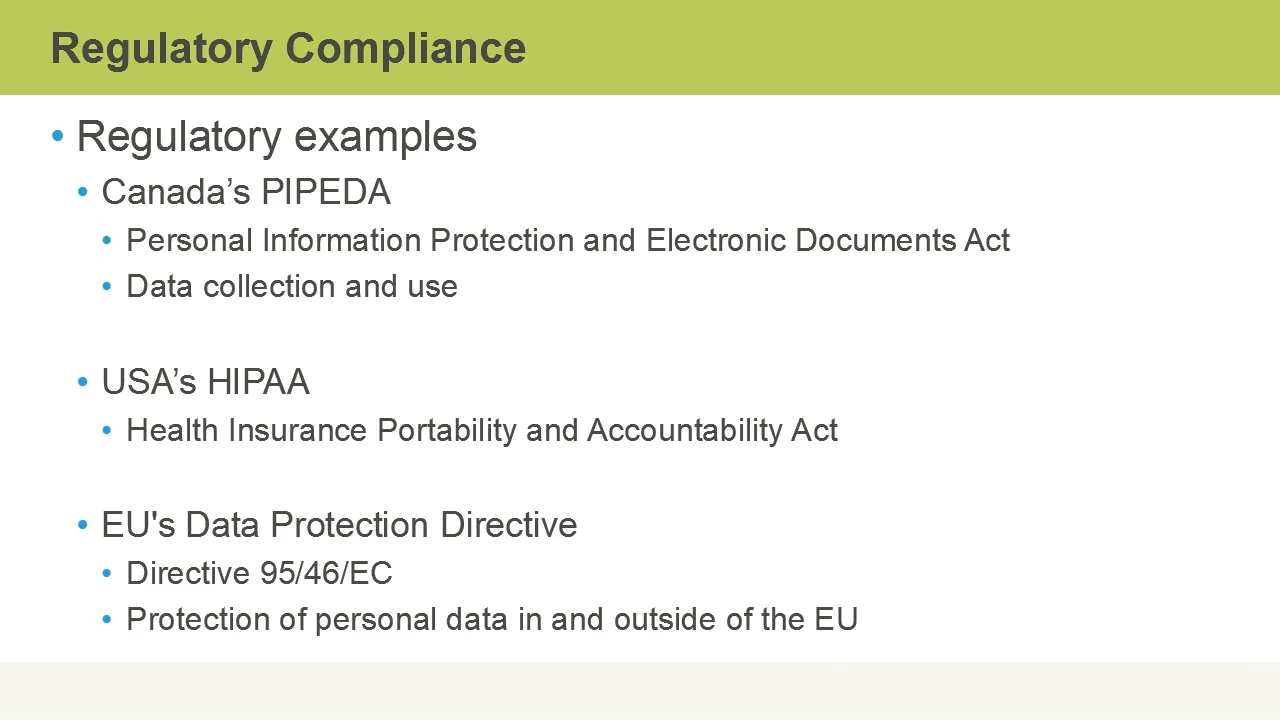 Regulatory Compliance
• Regulatory examples
• Canada’s PIPEDA
• Personal Information Protection and Electronic Documents Act
• Data collection and use
• USA’s HIPAA
• Health Insurance Portability and Accountability Act
• EU's Data Protection Directive
• Directive 95/46/EC
• Protection of personal data in and outside of the EU